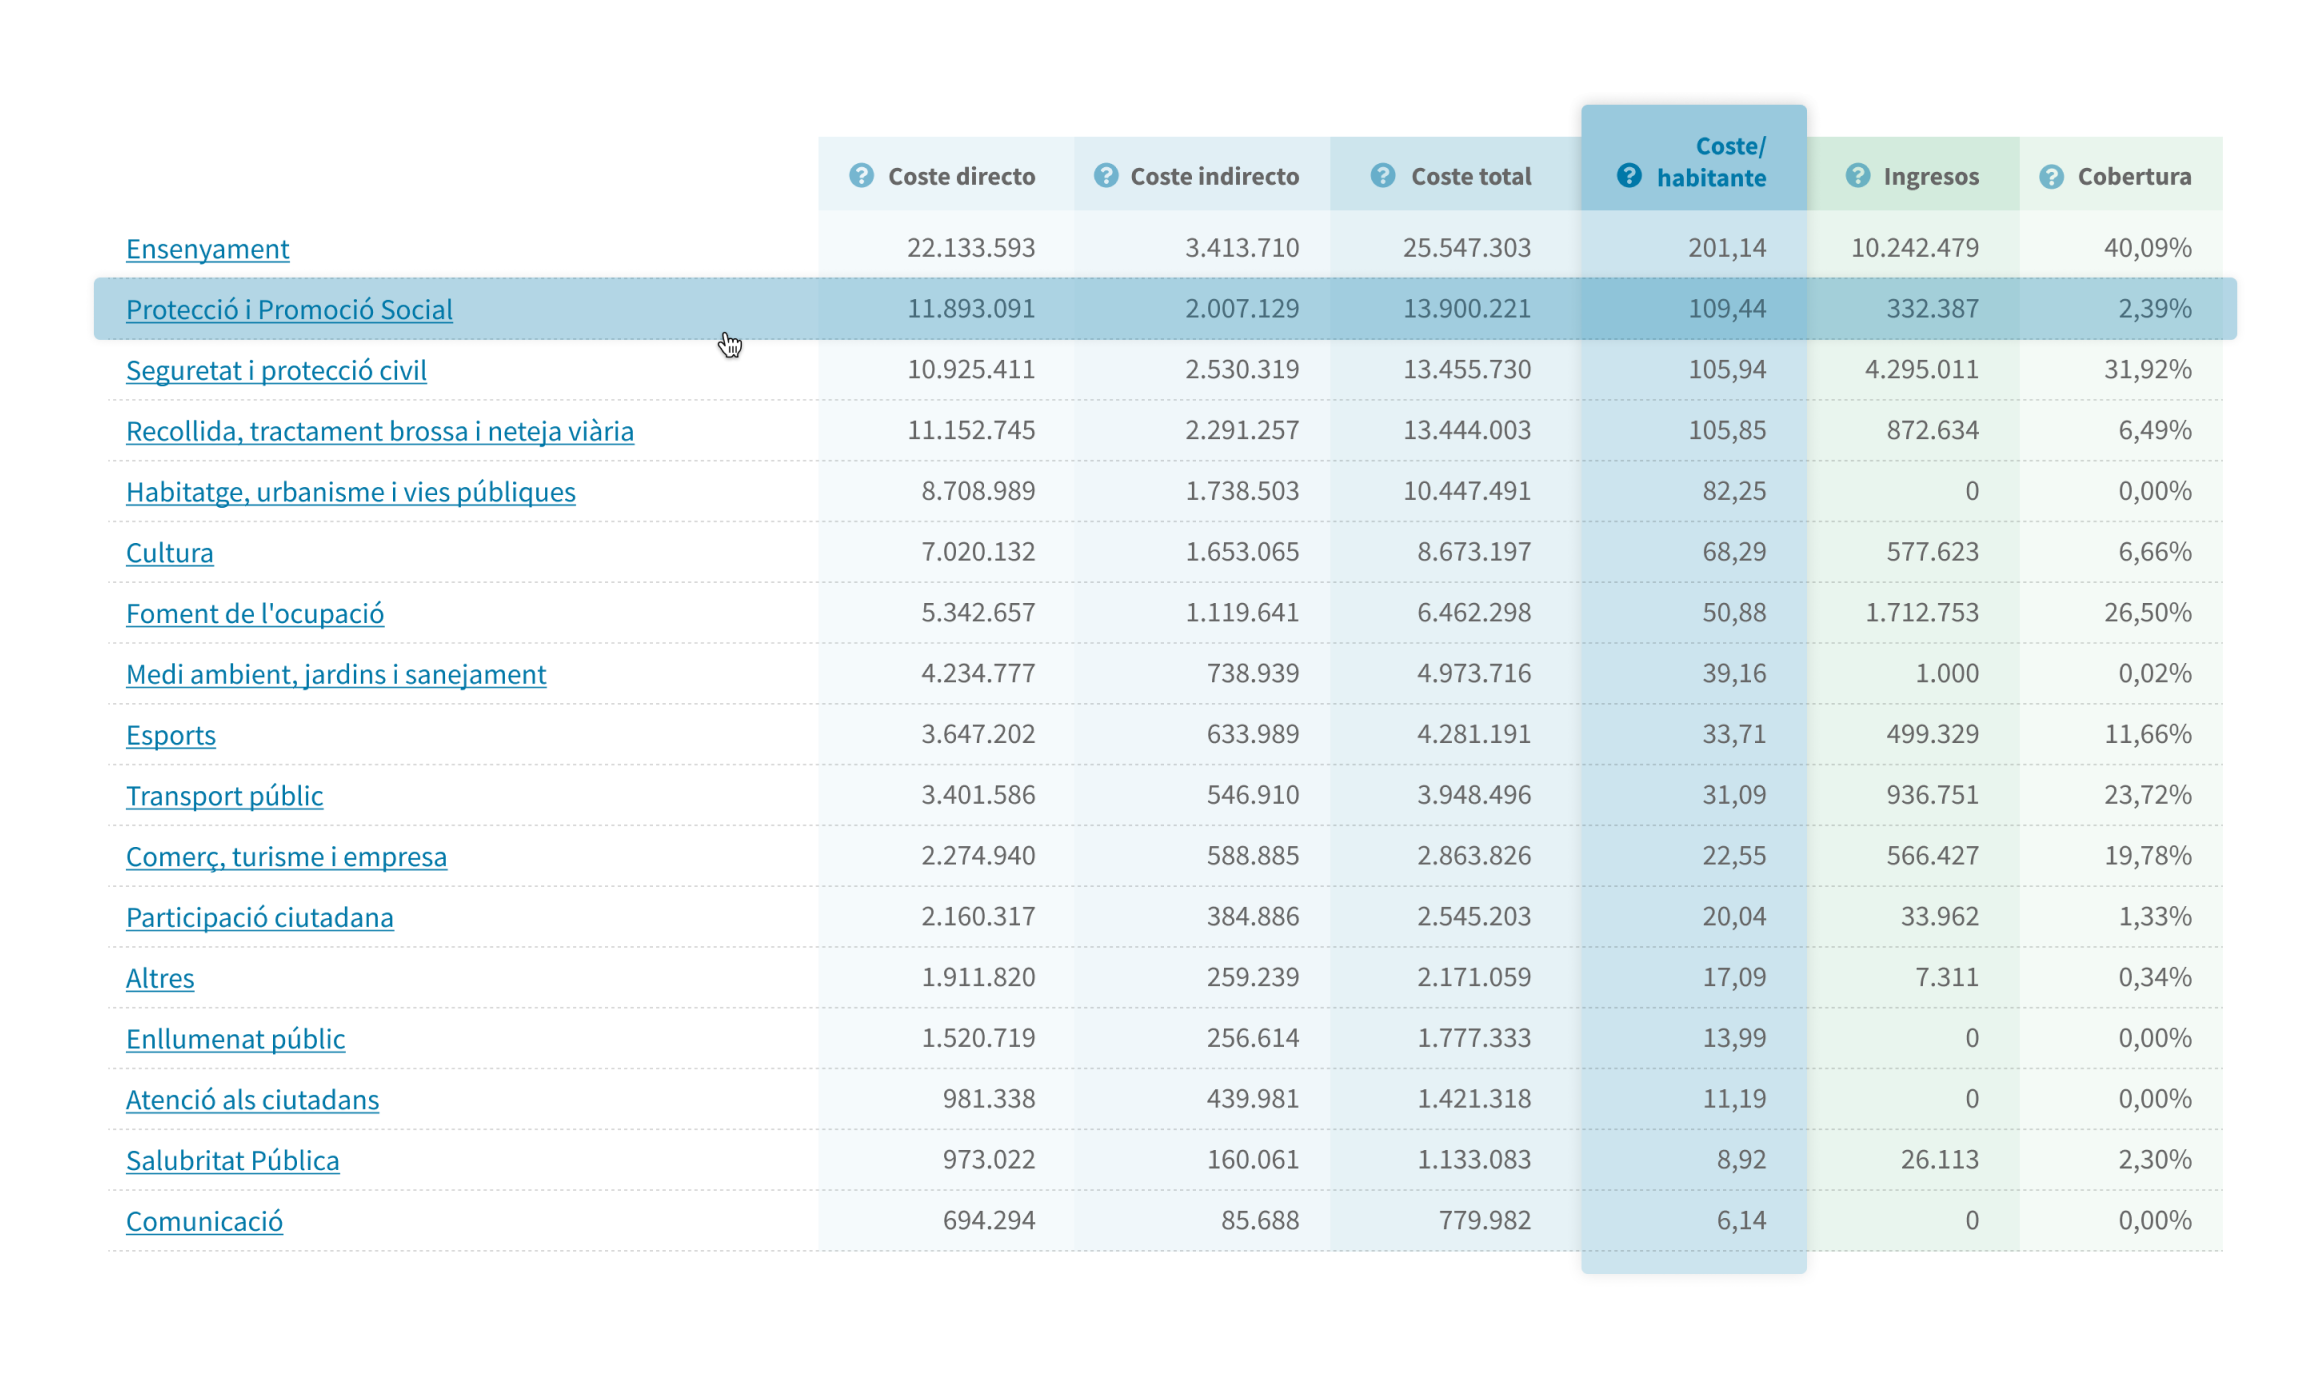 Coste directo Coste indirecto Coste total Coste/ habitante Ingresos Cobertura
Ensenyament 22.133.593 3.413.710 25.547.303 201,14 10.242.479 40,09%
Protecció i Promoció Social 11.893.091 2.007.129 13.900.221 109,44 332.387 2,39%
Seguretat i protecció civil 10.925.411 2.530.319 13.455.730 105,94 4.295.011 31,92%
Recollida, tractament brossa i neteja viària 11.152.745 2.291.257 13.444.003 105,85 872.634 6,49%
Habitatge, urbanisme i vies públiques 8.708.989 1.738.503 10.447.491 82,25 0 0,00%
Cultura 7.020.132 1.653.065 8.673.197 68,29 577.623 6,66%
Foment de l'ocupació 5.342.657 1.119.641 6.462.298 50,88 1.712.753 26,50%
Medi ambient, jardins i sanejament 4.234.777 738.939 4.973.716 39,16 1.000 0,02%
Esports 3.647.202 633.989 4.281.191 33,71 499.329 11,66%
Transport públic 3.401.586 546.910 3.948.496 31,09 936.751 23,72%
Comerç, turisme i empresa 2.274.940 588.885 2.863.826 22,55 566.427 19,78%
Participació ciutadana 2.160.317 384.886 2.545.203 20,04 33.962 1,33%
Altres 1.911.820 259.239 2.171.059 17,09 7.311 0,34%
Enllumenat públic 1.520.719 256.614 1.777.333 13,99 0 0,00%
Atenció als ciutadans 981.338 439.981 1.421.318 11,19 0 0,00%
Salubritat Pública 973.022 160.061 1.133.083 8,92 26.113 2,30%
Comunicació 694.294 85.688 779.982 6,14 0 0,00%